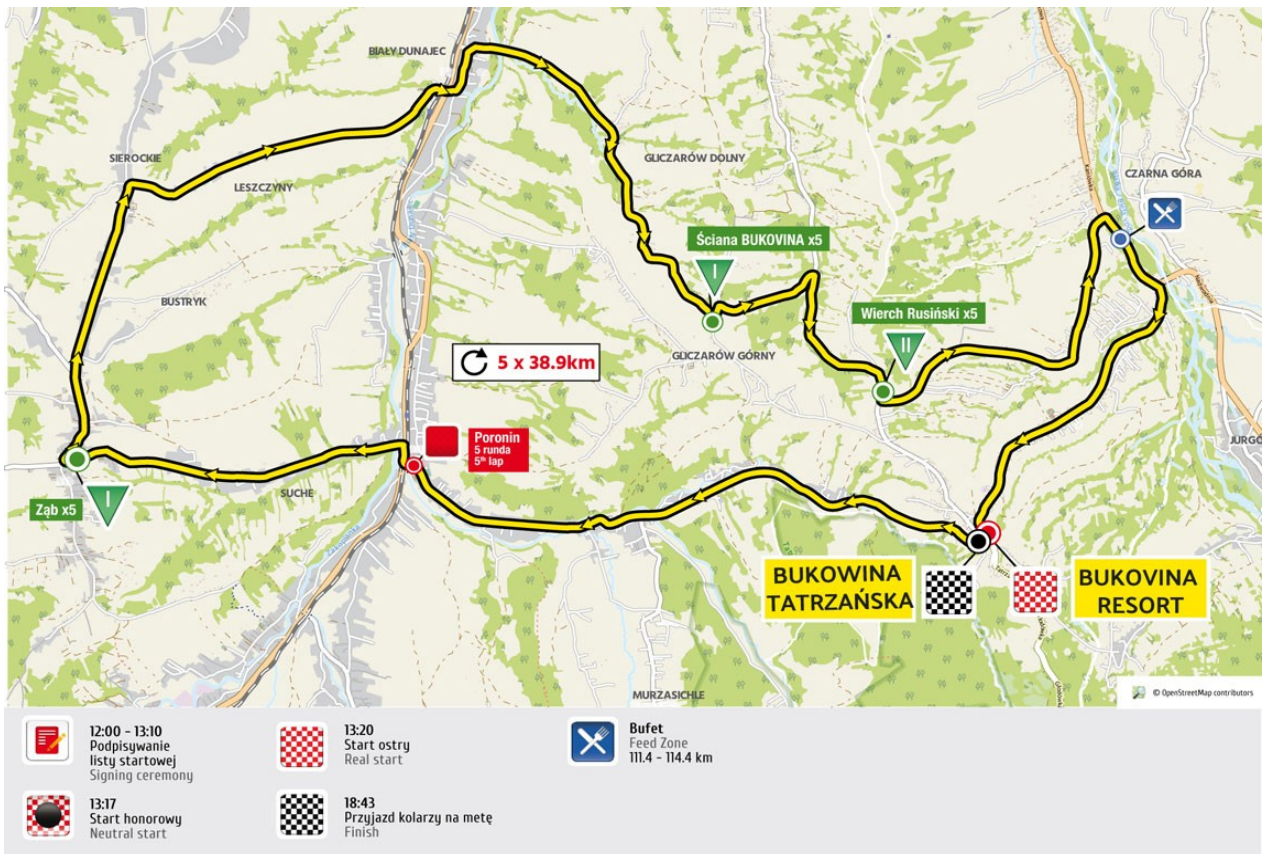 BIAŁY DUNAJEC
SIEROCKIE
LESZCZYNY
GLICZARÓW DOLNY
CZARNA GÓRA
Ściana BUKOVINA x5
I
BUSTRYK
Wierch Rusiński x5
II
GLICZARÓW GÓRNY
5 x 38.9km
Poronin
5 runda
5th lap
JURGÓ
SUCHE
Ząb x5
I
BUKOWINA
TATRZAŃSKA
BUKOVINA
RESORT
MURZASICHLE
© OpenStreetMap contributors
12:00 - 13:10
Podpisywanie
listy startowej
Signing ceremony
13:17
Start honorowy
Neutral start
13:20
Start ostry
Real start
18:43
Przyjazd kolarzy na metę
Finish
Bufet
Feed Zone
111.4 - 114.4 km